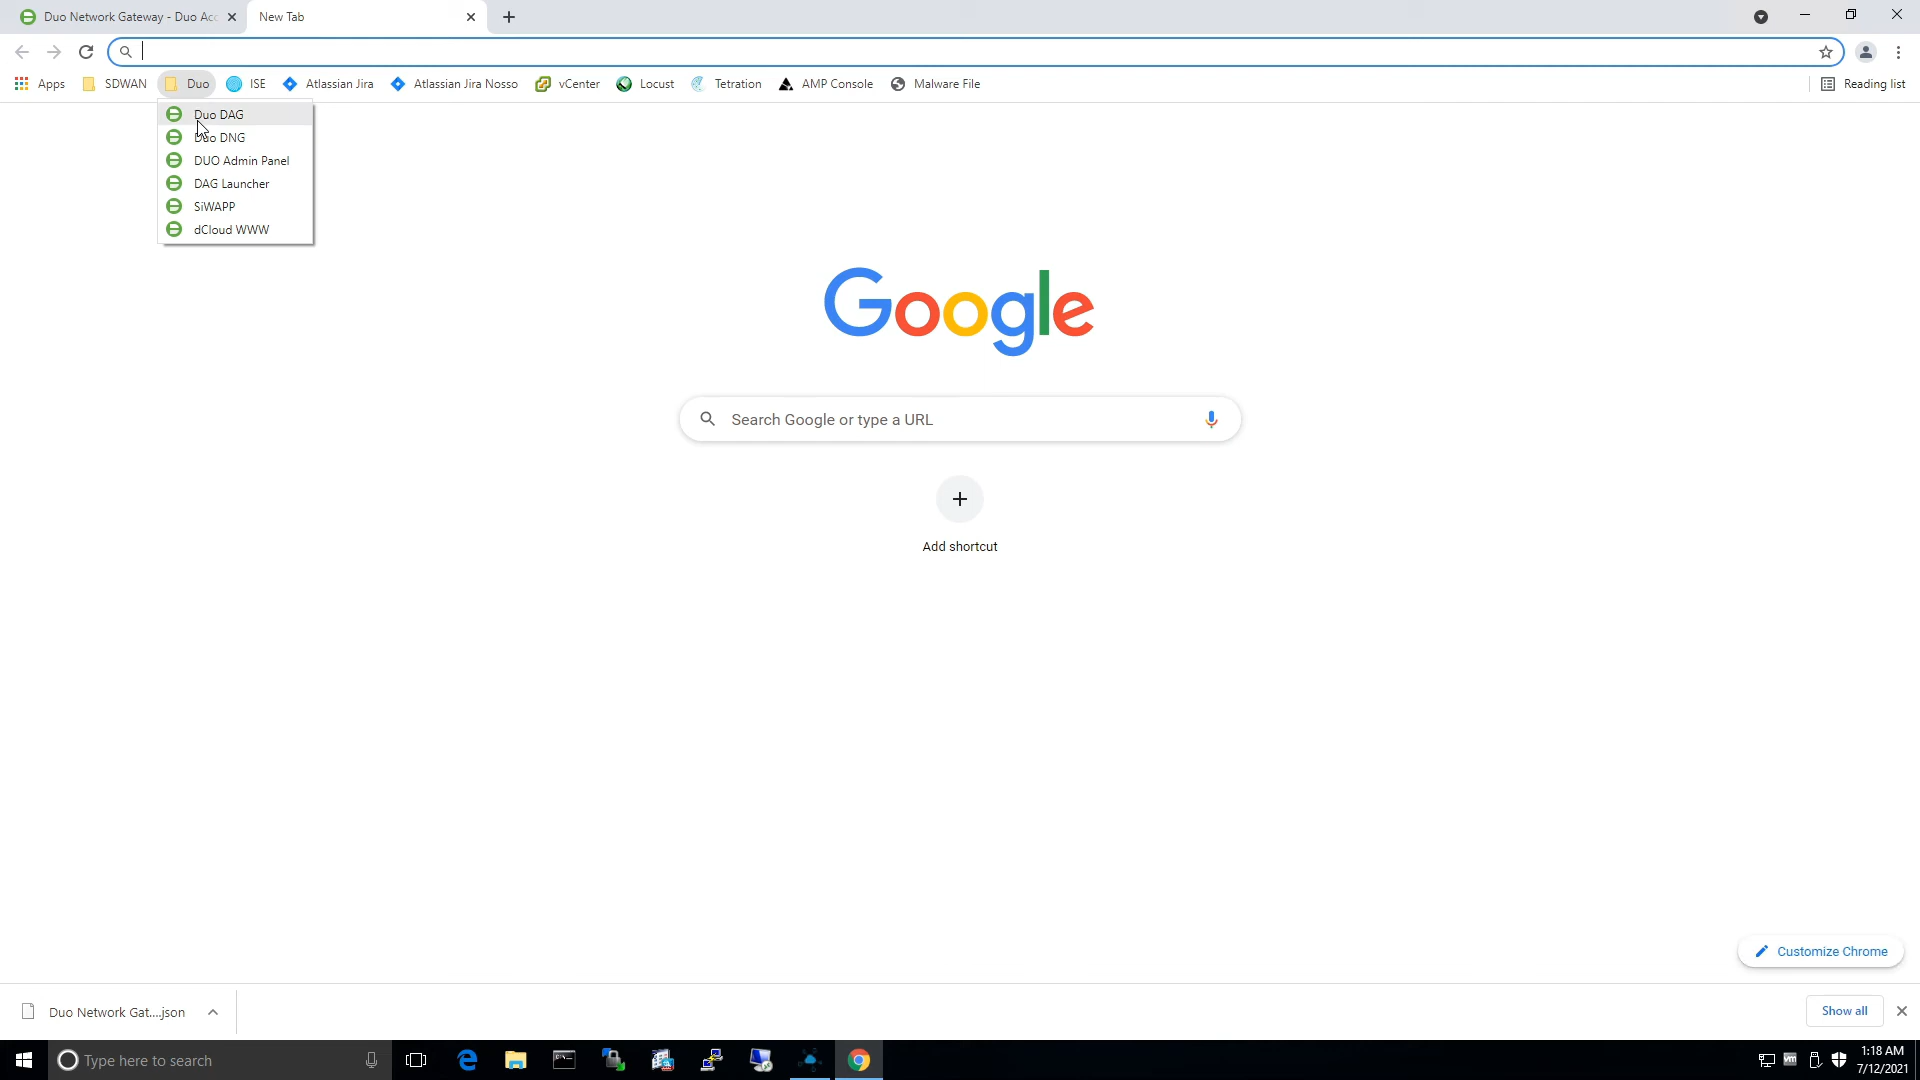 Duo Network Gateway - Duo Acc
New Tab
Apps
SDWAN
Duo
ISE
Atlassian Jira
Atlassian Jira Nosso
vCenter
Locust
Tetration
AMP Console
Malware File
Reading list
Duo DAG
Duo DNG
DUO Admin Panel
DAG Launcher
SiWAPP
dCloud WWW
Google
Search Google or type a URL
Add shortcut
Customize Chrome
Duo Network Gat....json
Show all
Type here to search
1:18 AM
7/12/2021